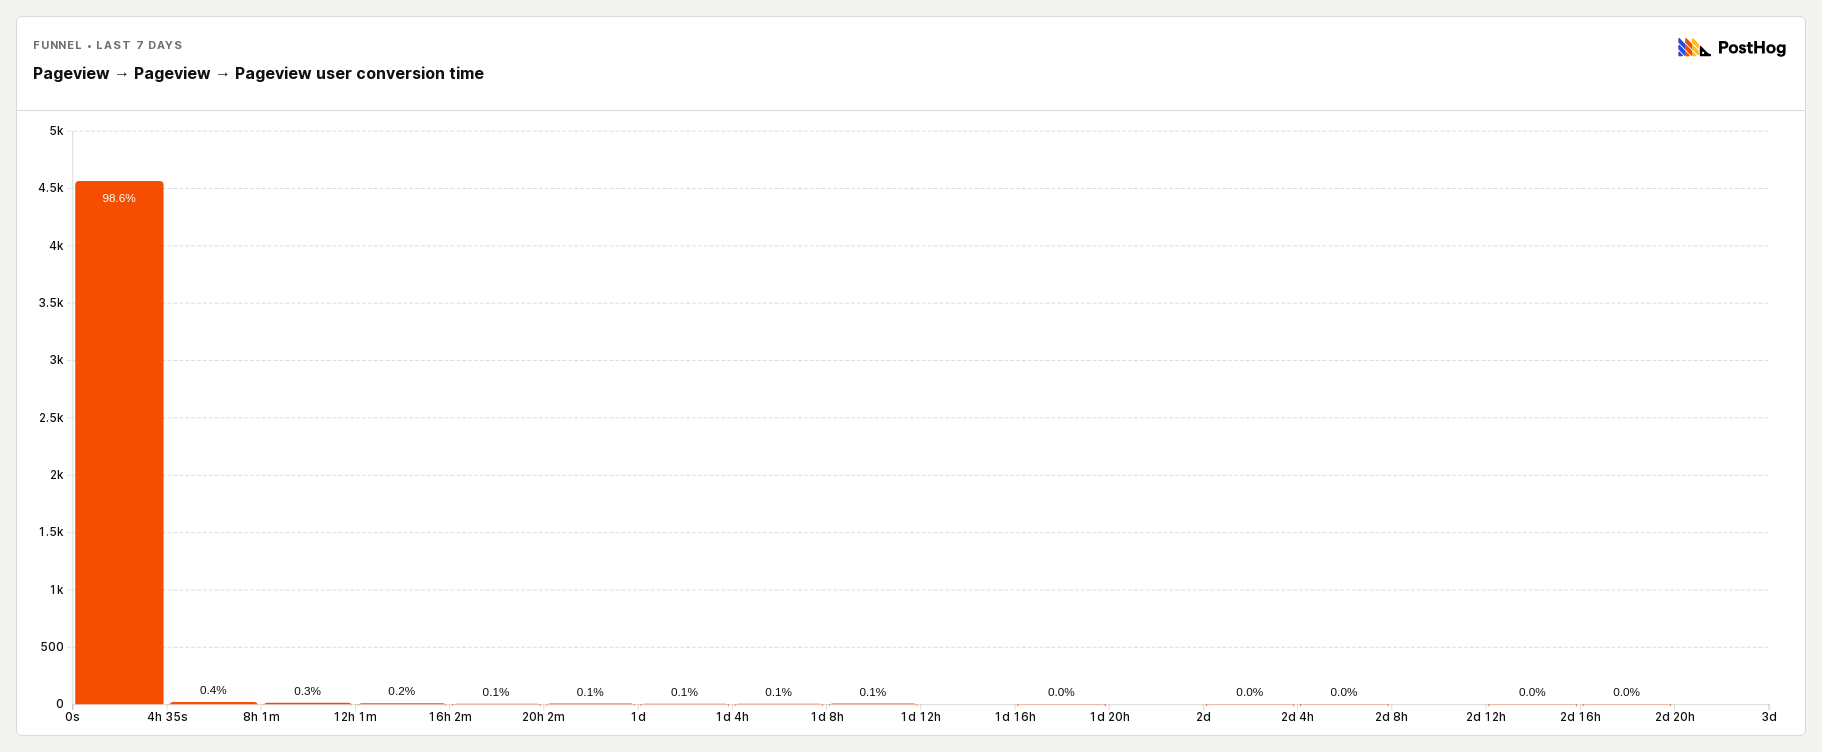 FUNNEL • LAST 7 DAYS
PostHog
Pageview → Pageview → Pageview user conversion time
5k
4.5k
98.6%
4k
3.5k
3k
2.5k
2k
1.5k
1k
500
0.4% 0.3% 0.2% 0.1% 0.1% 0.1% 0.1% 0.1% 0.0% 0.0% 0.0% 0.0% 0.0%
0
0s 4h 35s 8h 1m 12h 1m 16h 2m 20h 2m 1d 1d 4h 1d 8h 1d 12h 1d 16h 1d 20h 2d 2d 4h 2d 8h 2d 12h 2d 16h 2d 20h 3d